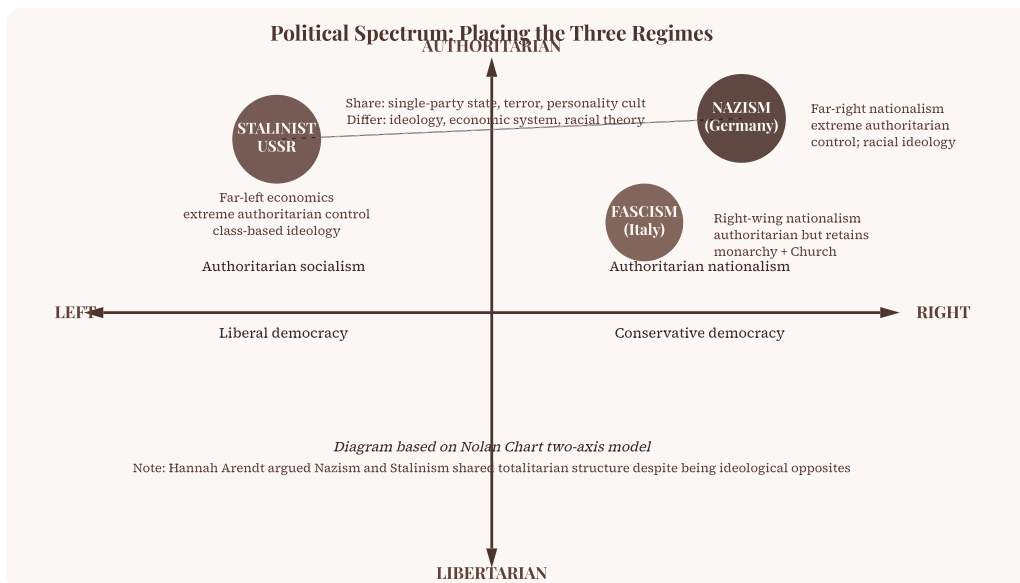 Political Spectrum: Placing the Three Regimes
AUTHORITARIAN
Share: single-party state, terror, personality cult
Differ: ideology, economic system, racial theory
STALINIST
USSR
Far-left economics
extreme authoritarian control
class-based ideology
Authoritarian socialism
NAZISM
(Germany)
Far-right nationalism
extreme authoritarian
control; racial ideology
FASCISM
(Italy)
Right-wing nationalism
authoritarian but retains
monarchy + Church
Authoritarian nationalism
LEFT
RIGHT
Liberal democracy
Conservative democracy
Diagram based on Nolan Chart two-axis model
Note: Hannah Arendt argued Nazism and Stalinism shared totalitarian structure despite being ideological opposites
LIBERTARIAN